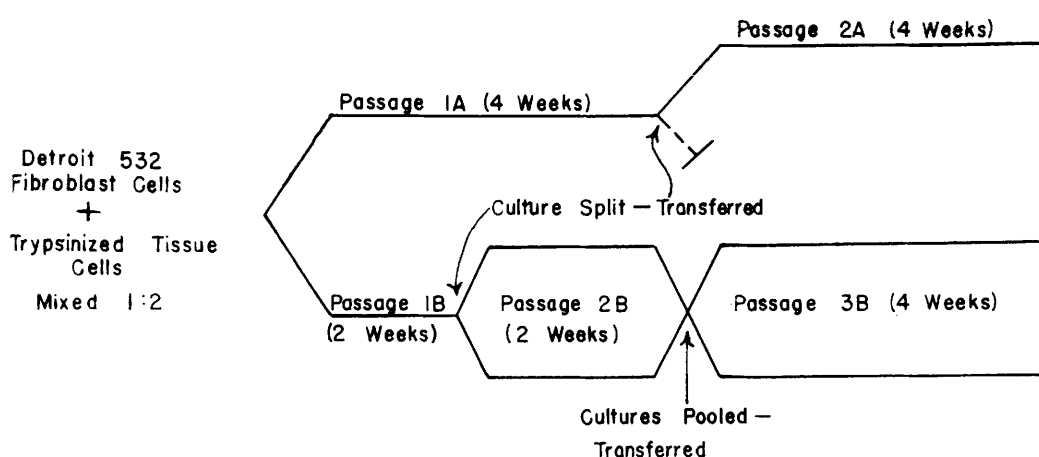 Passage 2A (4 Weeks)
Passage 1A (4 Weeks)
Detroit 532
Fibroblast Cells
+
Trypsinized Tissue
Cells
Mixed 1:2
Culture Split – Transferred
Passage 1B
(2 Weeks)
Passage 2B
(2 Weeks)
Passage 3B (4 Weeks)
Cultures Pooled –
Transferred